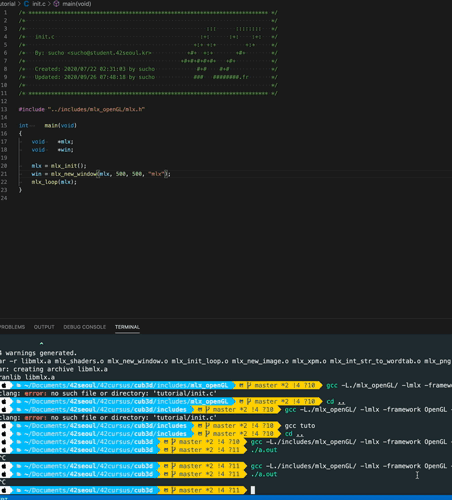 utorial > C init.c > main(void)
1 /* ************************************************************************** */
2 /* */
3 /* ::: :::::::: */
4 /* init.c :+: :+: :+: */
5 /* +:+ +:+ +:+ */
6 /* By: sucho <sucho@student.42seoul.kr> +#+ +:+ +#+ */
7 /* +#+#+#+#+#+ +#+ */
8 /* Created: 2020/07/22 02:31:03 by sucho #+# #+# */
9 /* Updated: 2020/09/26 07:40:18 by sucho ### ########.fr */
10 /* */
11 /* ************************************************************************** */
12
13 #include "../includes/mlx_openGL/mlx.h"
14
15 int main(void)
16 {
17 void *mlx;
18 void *win;
19
20 mlx = mlx_init();
21 win = mlx_new_window(mlx, 500, 500, "mlx");
22 mlx_loop(mlx);
23 }
24
PROBLEMS OUTPUT DEBUG CONSOLE TERMINAL
^
4 warnings generated.
ar -r libmlx.a mlx_shaders.o mlx_new_window.o mlx_init_loop.o mlx_new_image.o mlx_xpm.o mlx_int_str_to_wordtab.o mlx_png
ar: creating archive libmlx.a
ranlib libmlx.a
~/Documents/42seoul/42cursus/cub3d/includes/mlx_openGL master *2 !4 ?10 gcc -L./mlx_openGL/ -lmlx -framew
clang: error: no such file or directory: 'tutorial/init.c'
~/Documents/42seoul/42cursus/cub3d/includes/mlx_openGL master *2 !4 ?10 cd ..
~/Documents/42seoul/42cursus/cub3d/includes master *2 !4 ?10 gcc -L./mlx_openGL/ -lmlx -framework OpenGL
clang: error: no such file or directory: 'tutorial/init.c'
~/Documents/42seoul/42cursus/cub3d/includes master *2 !4 ?10 gcc tuto
~/Documents/42seoul/42cursus/cub3d/includes master *2 !4 ?10 cd ..
~/Documents/42seoul/42cursus/cub3d master *2 !4 ?10 gcc -L./includes/mlx_openGL/ -lmlx -framework OpenGL
~/Documents/42seoul/42cursus/cub3d master *2 !4 ?11 ./a.out
^C
~/Documents/42seoul/42cursus/cub3d master *2 !4 ?11 gcc -L./includes/mlx_openGL/ -lmlx -framework OpenGL
~/Documents/42seoul/42cursus/cub3d master *2 !4 ?11 ./a.out
^C
~/Documents/42seoul/42cursus/cub3d master *2 !4 ?11